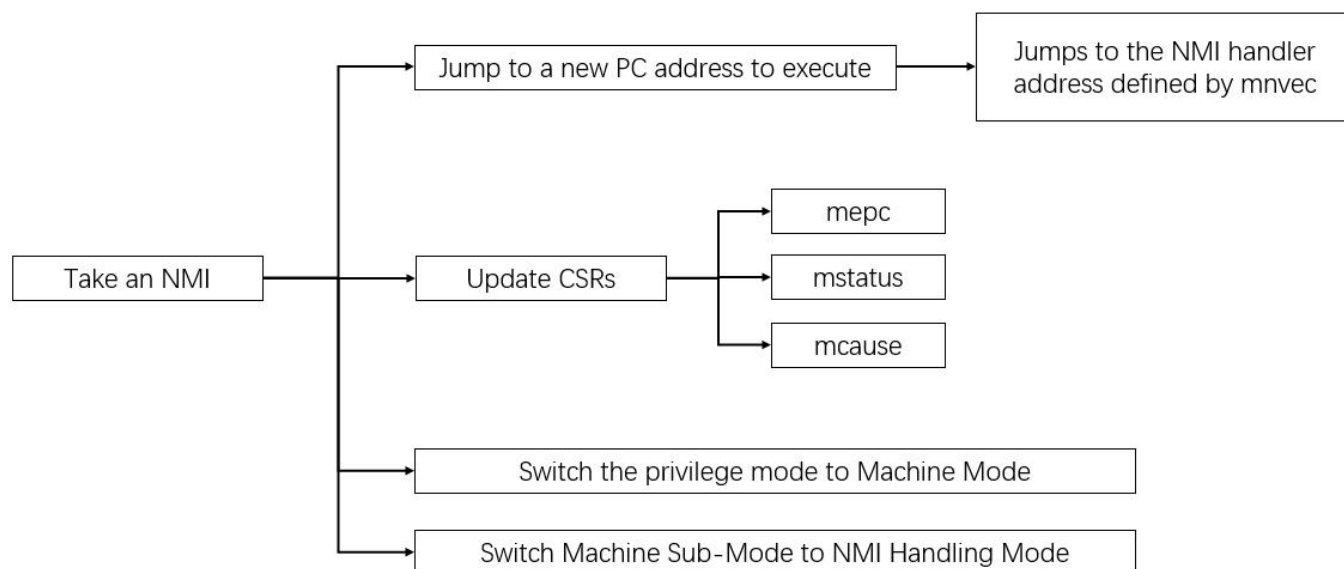 Jump to a new PC address to execute
Jumps to the NMI handler
address defined by mnvec
Take an NMI
Update CSRs
mepc
mstatus
mcause
Switch the privilege mode to Machine Mode
Switch Machine Sub-Mode to NMI Handling Mode